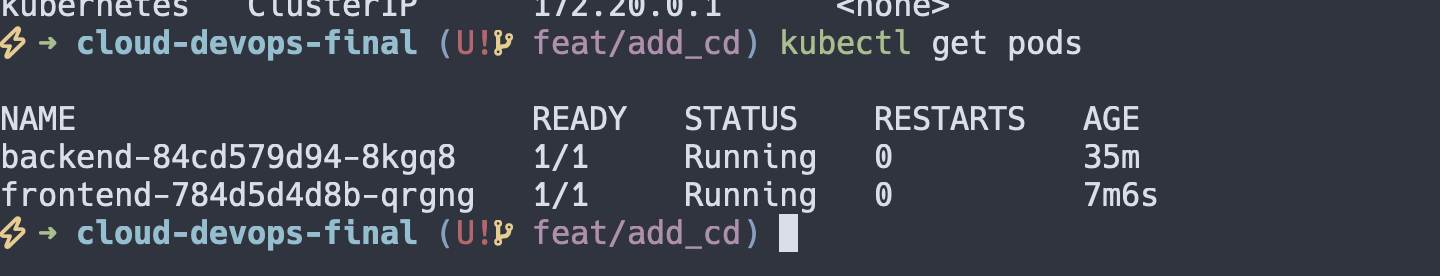 kubernetes ClusterIP 172.20.0.1 <none>
⚡ ➜ cloud-devops-final (U! feat/add_cd) kubectl get pods
NAME READY STATUS RESTARTS AGE
backend-84cd579d94-8kgq8 1/1 Running 0 35m
frontend-784d5d4d8b-qrgng 1/1 Running 0 7m6s
⚡ ➜ cloud-devops-final (U! feat/add_cd)